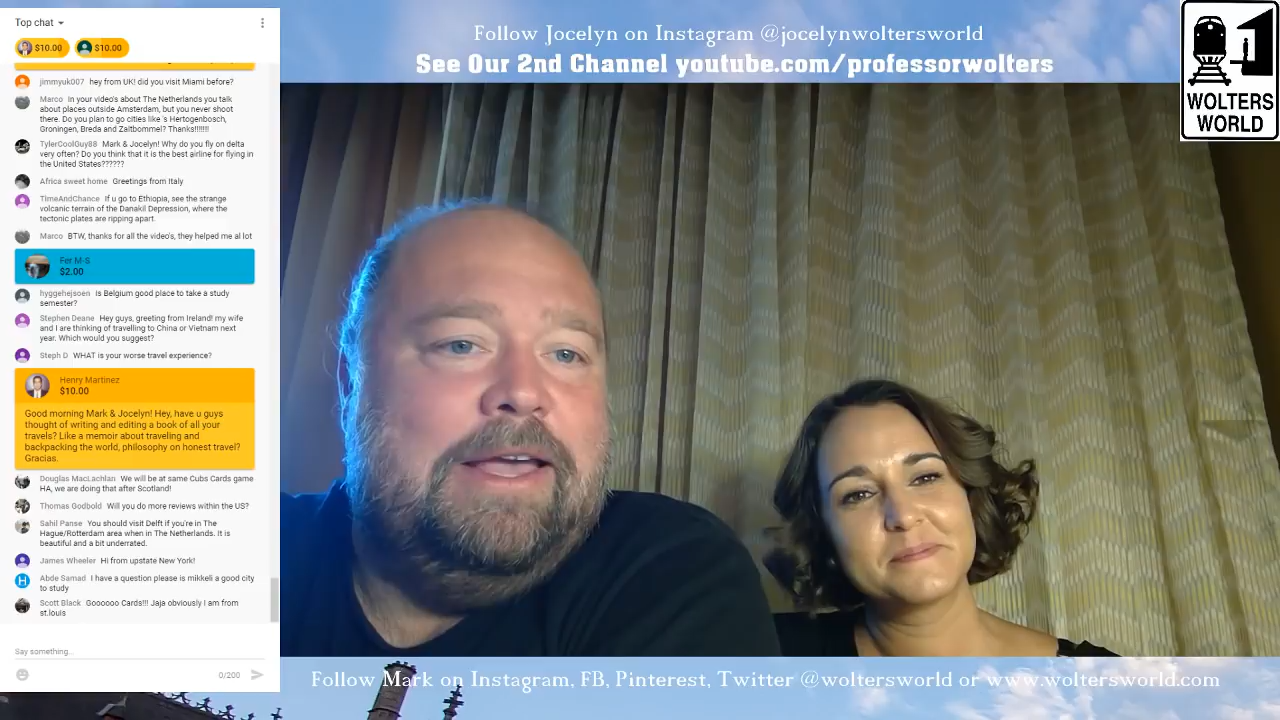 Top chat
$10.00 $10.00
jimmyuk007 hey from UK! did you visit Miami before?
Marco In your video's about The Netherlands you talk
about places outside Amsterdam, but you never shoot
there. Do you plan to go cities like 's Hertogenbosch,
Groningen, Breda and Zaltbommel? Thanks!!!!!!!
TylerCoolGuy88 Mark & Jocelyn! Why do you fly on delta
very often? Do you think that it is the best airline for flying in
the United States??????
Africa sweet home Greetings from Italy
TimeAndChance If u go to Ethiopia, see the strange
volcanic terrain of the Danakil Depression, where the
tectonic plates are ripping apart.
Marco BTW, thanks for all the video's, they helped me al lot
Fer M-S
$2.00
hyggehejsoen is Belgium good place to take a study
semester?
Stephen Deane Hey guys, greeting from Ireland! my wife
and I are thinking of travelling to China or Vietnam next
year. Which would you suggest?
Steph D WHAT is your worse travel experience?
Henry Martinez
$10.00
Good morning Mark & Jocelyn! Hey, have u guys
thought of writing and editing a book of all your
travels? Like a memoir about traveling and
backpacking the world, philosophy on honest travel?
Gracias.
Douglas MacLachlan We will be at same Cubs Cards game
HA, we are doing that after Scotland!
Thomas Godbold Will you do more reviews within the US?
Sahil Panse You should visit Delft if you're in The
Hague/Rotterdam area when in The Netherlands. It is
beautiful and a bit underrated.
James Wheeler Hi from upstate New York!
H
Abde Samad I have a question please is mikkeli a good city
to study
Scott Black Goooooo Cards!!! Jaja obviously I am from
st.louis
Say something...
0/200
Follow Jocelyn on Instagram @jocelynwoltersworld
See Our 2nd Channel youtube.com/professorwolters
WOLTERS
WORLD
Follow Mark on Instagram, FB, Pinterest, Twitter @woltersworld or www.woltersworld.com